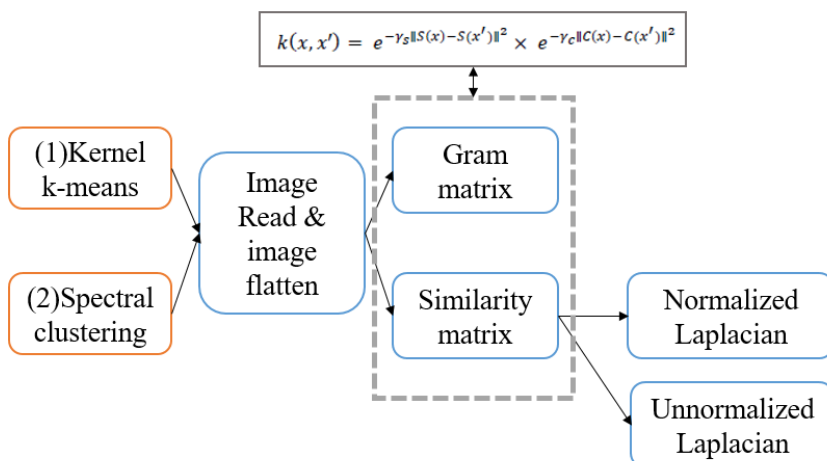 k(x, x′) = e^{-γ_S‖S(x)−S(x′)‖²} × e^{-γ_C‖C(x)−C(x′)‖²}
(1)Kernel
k-means
(2)Spectral
clustering
Image
Read &
image
flatten
Gram
matrix
Similarity
matrix
Normalized
Laplacian
Unnormalized
Laplacian